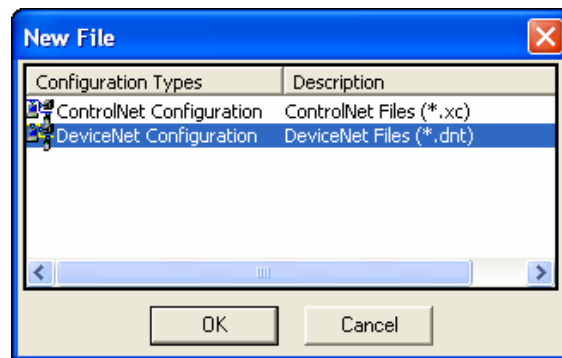 New File
Configuration Types Description
ControlNet Configuration ControlNet Files (*.xc)
DeviceNet Configuration DeviceNet Files (*.dnt)
OK Cancel